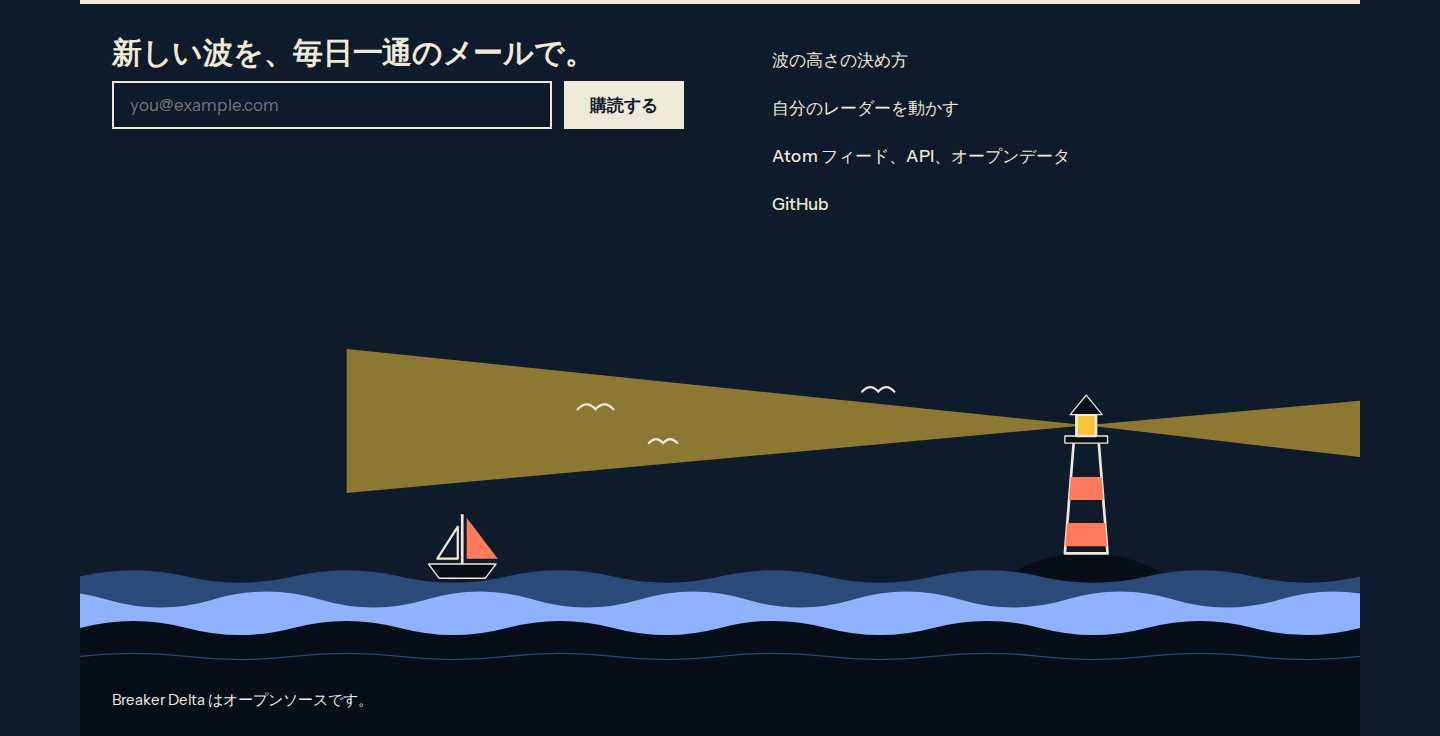 新しい波を、毎日一通のメールで。
you@example.com
購読する
波の高さの決め方
自分のレーダーを動かす
Atom フィード、API、オープンデータ
GitHub
Breaker Delta はオープンソースです。